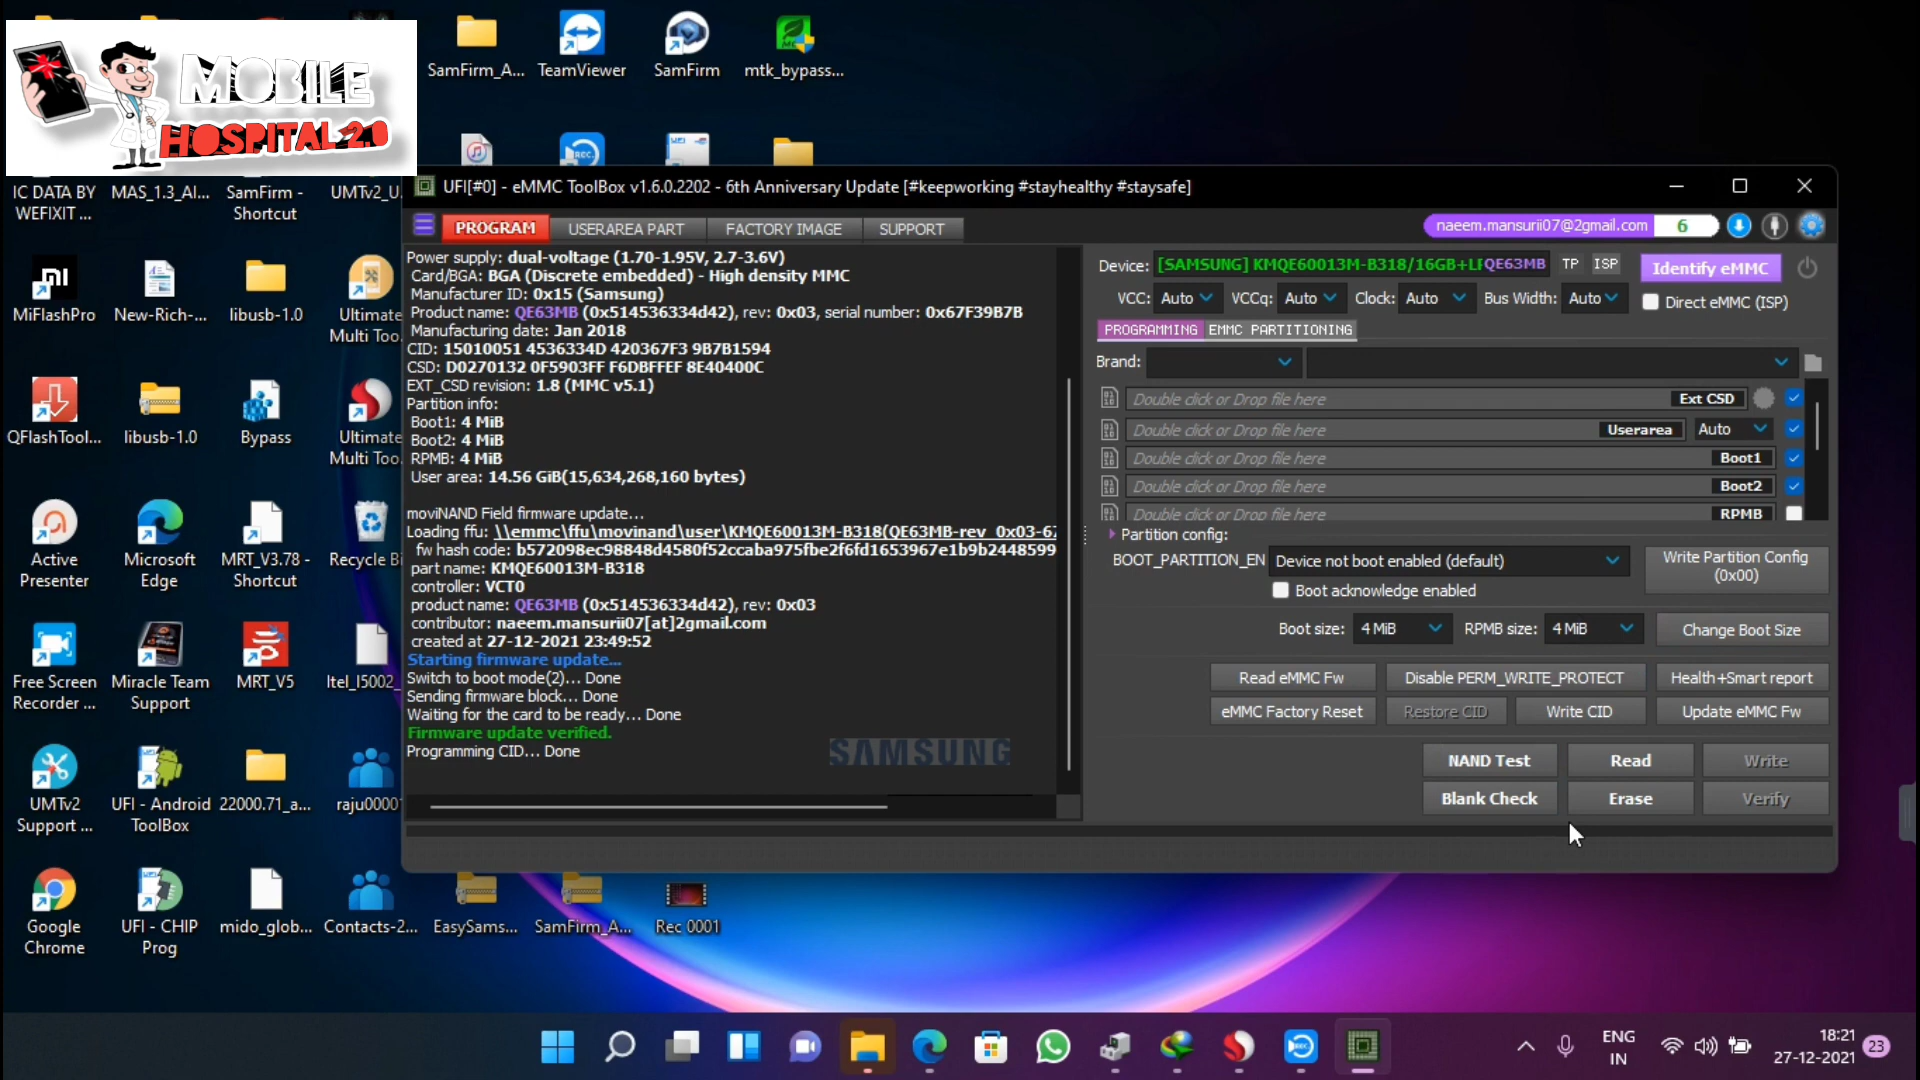 MOBILE
HOSPITAL 2.0
SamFirm_A...
TeamViewer
SamFirm
mtk_bypass...
IC DATA BY
WEFIXIT ...
MAS_1.3_AI...
SamFirm -
Shortcut
UMTv2_U.
MiFlashPro
New-Rich-...
libusb-1.0
Ultimate
Multi Too.
QFlashTool...
libusb-1.0
Bypass
Ultimate
Multi Too.
Active
Presenter
Microsoft
Edge
MRT_V3.78 -
Shortcut
Recycle Bi
Free Screen
Recorder ...
Miracle Team
Support
MRT_V5
Itel_I5002_
UMTv2
Support ...
UFI - Android
ToolBox
22000.71_a...
raju00001
Google
Chrome
UFI - CHIP
Prog
mido_glob...
Contacts-2...
EasySams...
SamFirm_A...
Rec 0001
UFI[#0] - eMMC ToolBox v1.6.0.2202 - 6th Anniversary Update [#keepworking #stayhealthy #staysafe]
PROGRAM
USERAREA PART
FACTORY IMAGE
SUPPORT
naeem.mansurii07@2gmail.com
6
Power supply: dual-voltage (1.70-1.95V, 2.7-3.6V)
Card/BGA: BGA (Discrete embedded) - High density MMC
Manufacturer ID: 0x15 (Samsung)
Product name: QE63MB (0x514536334d42), rev: 0x03, serial number: 0x67F39B7B
Manufacturing date: Jan 2018
CID: 15010051 4536334D 420367F3 9B7B1594
CSD: D0270132 0F5903FF F6DBFFEF 8E40400C
EXT_CSD revision: 1.8 (MMC v5.1)
Partition info:
Boot1: 4 MiB
Boot2: 4 MiB
RPMB: 4 MiB
User area: 14.56 GiB(15,634,268,160 bytes)
moviNAND Field firmware update...
Loading ffu: \\emmc\ffu\movinand\user\KMQE60013M-B318(QE63MB-rev_0x03-67
fw hash code: b572098ec98848d4580f52ccaba975fbe2f6fd1653967e1b9b2448599
part name: KMQE60013M-B318
controller: VCT0
product name: QE63MB (0x514536334d42), rev: 0x03
contributor: naeem.mansurii07[at]2gmail.com
created at 27-12-2021 23:49:52
Starting firmware update...
Switch to boot mode(2)... Done
Sending firmware block... Done
Waiting for the card to be ready... Done
Firmware update verified.
Programming CID... Done
SAMSUNG
Device: [SAMSUNG] KMQE60013M-B318/16GB+LF QE63MB TP ISP
Identify eMMC
VCC: Auto VCCq: Auto Clock: Auto Bus Width: Auto Direct eMMC (ISP)
PROGRAMMING EMMC PARTITIONING
Brand:
Double click or Drop file here Ext CSD
Double click or Drop file here Userarea Auto
Double click or Drop file here Boot1
Double click or Drop file here Boot2
Double click or Drop file here RPMB
Partition config:
BOOT_PARTITION_EN Device not boot enabled (default)
Write Partition Config
(0x00)
Boot acknowledge enabled
Boot size: 4 MiB RPMB size: 4 MiB Change Boot Size
Read eMMC Fw Disable PERM_WRITE_PROTECT Health+Smart report
eMMC Factory Reset Restore CID Write CID Update eMMC Fw
NAND Test Read Write
Blank Check Erase Verify
ENG
IN
18:21
27-12-2021
23